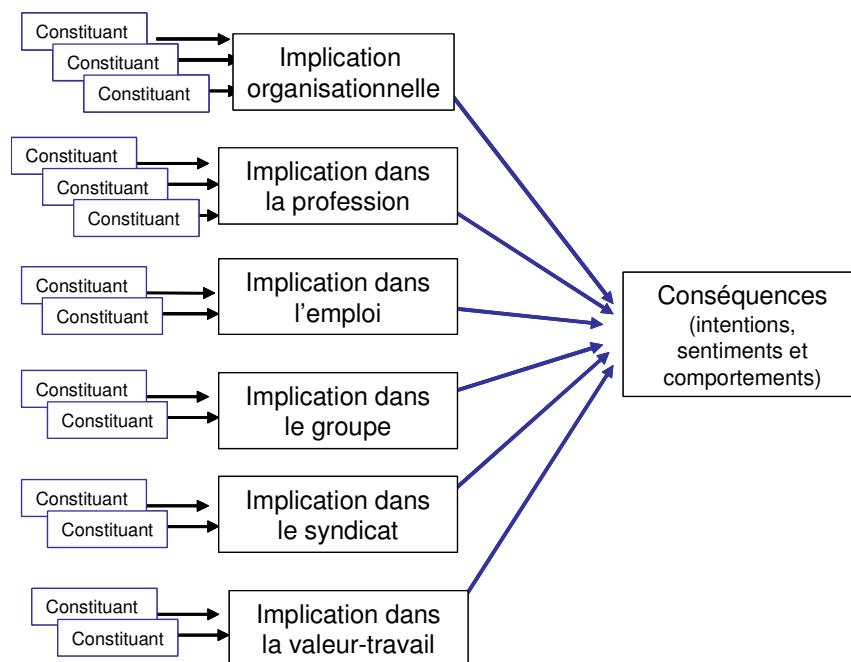 Constituant
Constituant
Constituant
Implication
organisationnelle
Constituant
Constituant
Constituant
Implication dans
la profession
Constituant
Constituant
Implication dans
l’emploi
Conséquences
(intentions,
sentiments et
comportements)
Constituant
Constituant
Implication dans
le groupe
Constituant
Constituant
Implication dans
le syndicat
Constituant
Constituant
Implication dans
la valeur-travail